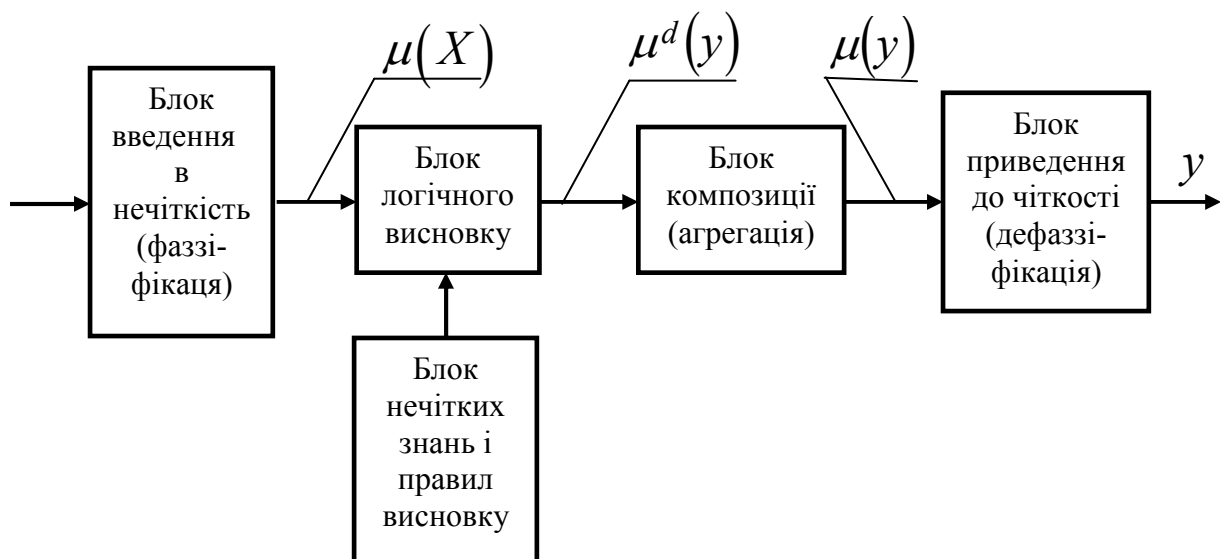 μ(X)
μᵈ(y)
μ(y)
Блок
введення
в
нечіткість
(фаззі-
фікаця)
Блок
логічного
висновку
Блок
композиції
(агрегація)
Блок
приведення
до чіткості
(дефаззі-
фікація)
y
Блок
нечітких
знань і
правил
висновку